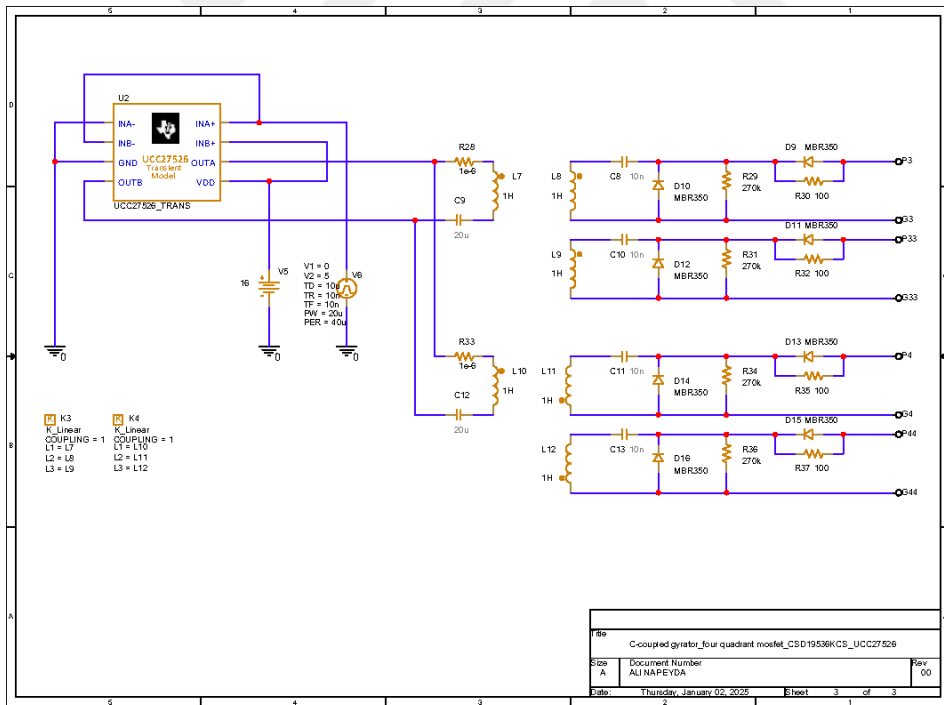 5 4 3 2 1
D
C
B
A
U2
INA-
INB-
GND
OUTB
INA+
INB+
OUTA
VDD
UCC27526
Transient
Model
UCC27526_TRANS
16
V5
V1 = 0
V2 = 5
TD = 10u
TR = 10n
TF = 10n
PW = 20u
PER = 40u
V6
0
0
0
R28
1e-6
L7
1H
C9
20u
R33
1e-6
L10
1H
C12
20u
L8
1H
C8 10n
D10
MBR350
R29
270k
D9 MBR350
R30 100
P3
G3
L9
1H
C10 10n
D12
MBR350
R31
270k
D11 MBR350
R32 100
P33
G33
L11
1H
C11 10n
D14
MBR350
R34
270k
D13 MBR350
R35 100
P4
G4
L12
1H
C13 10n
D16
MBR350
R36
270k
D15 MBR350
R37 100
P44
G44
K K3
K_Linear
COUPLING = 1
L1 = L7
L2 = L8
L3 = L9
K K4
K_Linear
COUPLING = 1
L1 = L10
L2 = L11
L3 = L12
Title
C-coupled gyrator_four quadrant mosfet_CSD19536KCS_UCC27526
Size
A
Document Number
ALI NAPEYDA
Rev
00
Date: Thursday, January 02, 2025 Sheet 3 of 3
5 4 3 2 1